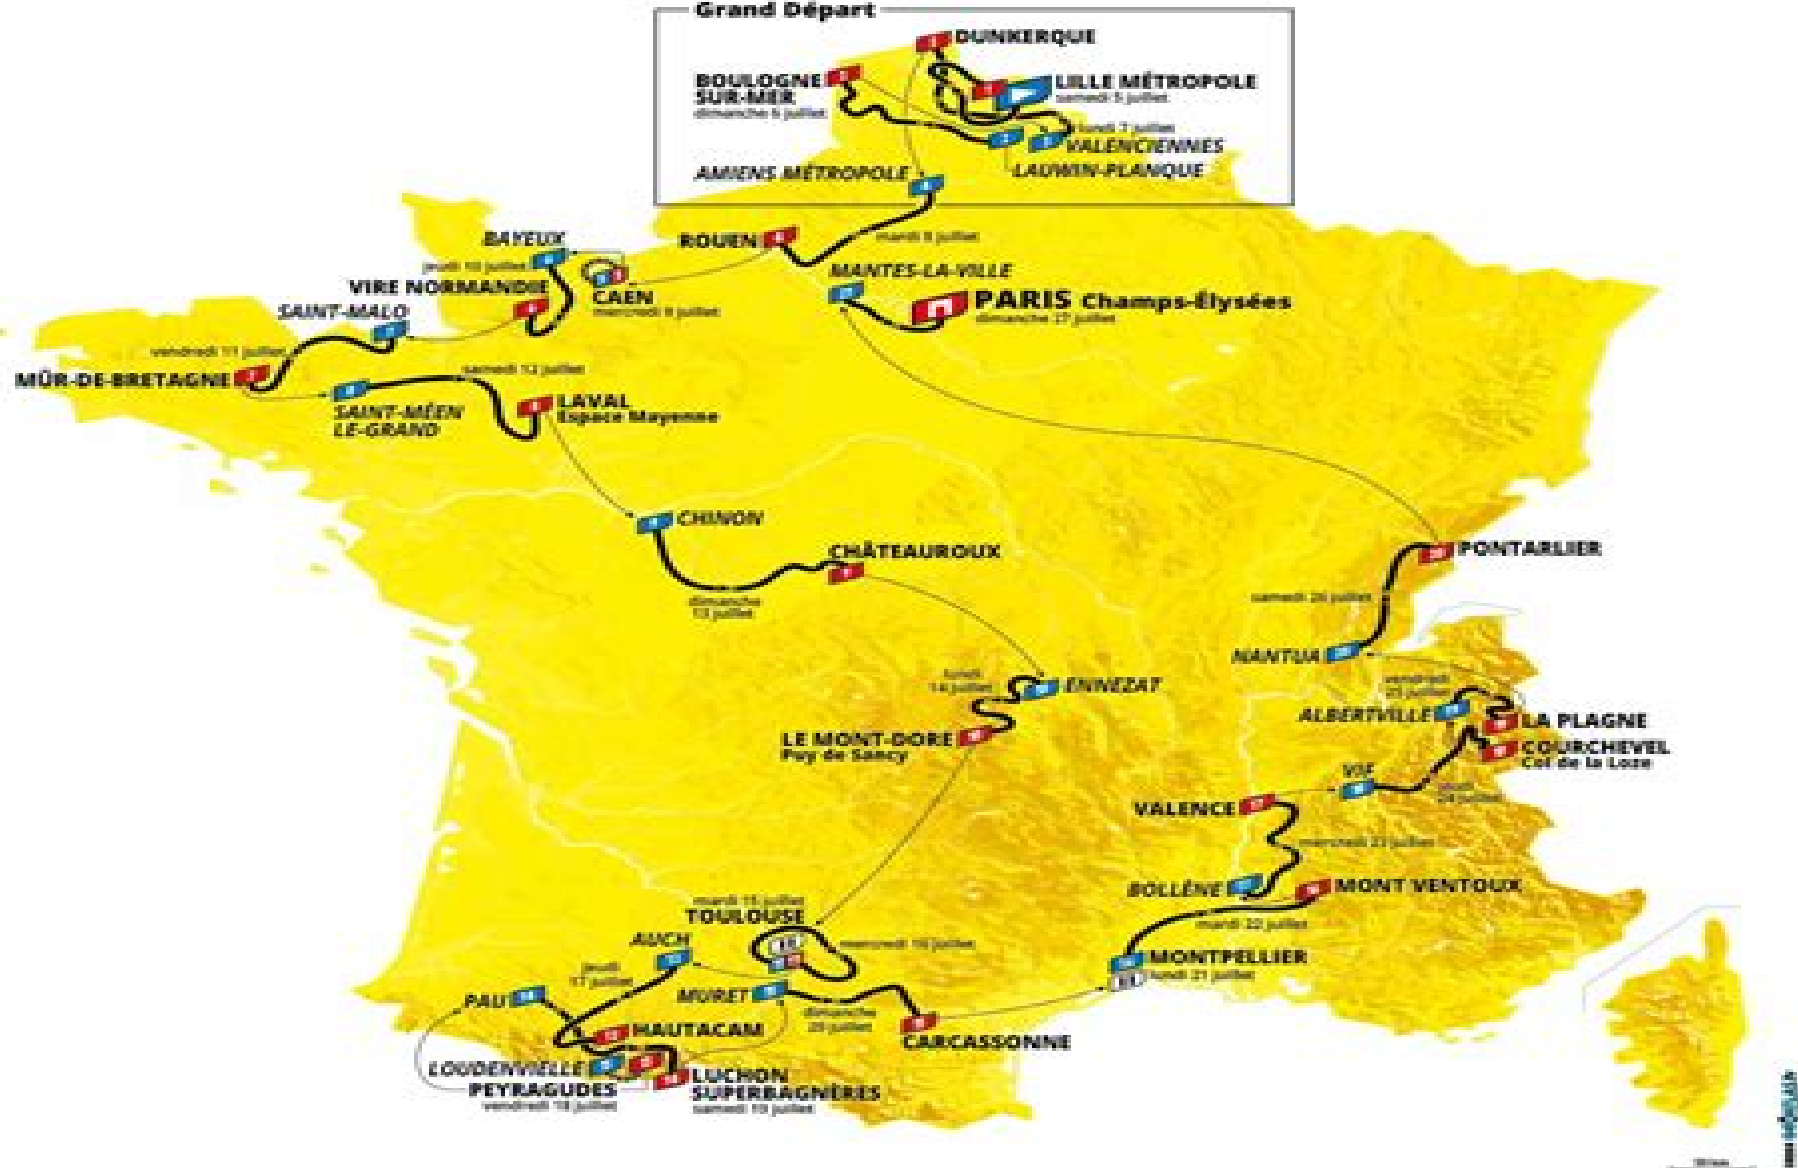 Grand Départ
DUNKERQUE
BOULOGNE
SUR-MER
dimanche 6 juillet
LILLE MÉTROPOLE
samedi 5 juillet
lundi 7 juillet
VALENCIENNES
LAUWIN-PLANQUE
AMIENS MÉTROPOLE
mardi 8 juillet
ROUEN
BAYEUX
jeudi 10 juillet
VIRE NORMANDIE
CAEN
mercredi 9 juillet
MANTES-LA-VILLE
PARIS Champs-Élysées
dimanche 27 juillet
SAINT-MALO
vendredi 11 juillet
MÛR-DE-BRETAGNE
samedi 12 juillet
SAINT-MÉEN
LE-GRAND
LAVAL
Espace Mayenne
CHINON
CHÂTEAUROUX
dimanche
13 juillet
PONTARLIER
samedi 26 juillet
NANTUA
lundi
14 juillet
ENNEZAT
LE MONT-DORE
Puy de Sancy
vendredi
25 juillet
ALBERTVILLE
LA PLAGNE
COURCHEVEL
Col de la Loze
VIF
jeudi
24 juillet
VALENCE
mercredi 23 juillet
BOLLÈNE
MONT VENTOUX
mardi 22 juillet
mardi 15 juillet
TOULOUSE
mercredi 16 juillet
AUCH
jeudi
17 juillet
MONTPELLIER
lundi 21 juillet
PAU
MURET
dimanche
20 juillet
HAUTACAM
CARCASSONNE
LOUDENVIELLE
PEYRAGUDES
vendredi 18 juillet
LUCHON
SUPERBAGNÈRES
samedi 19 juillet